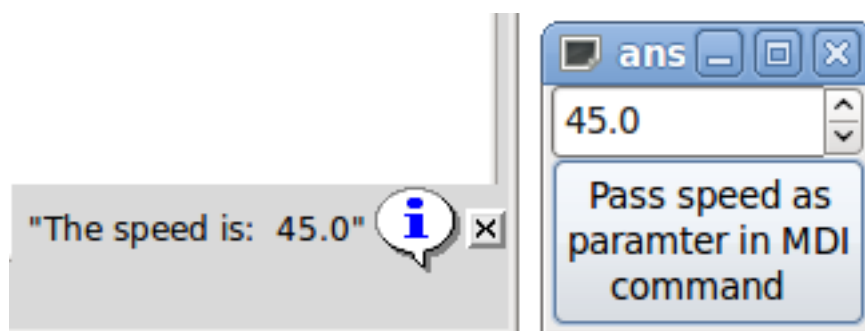 "The speed is:  45.0"
i
ans
45.0
Pass speed as
paramter in MDI
command